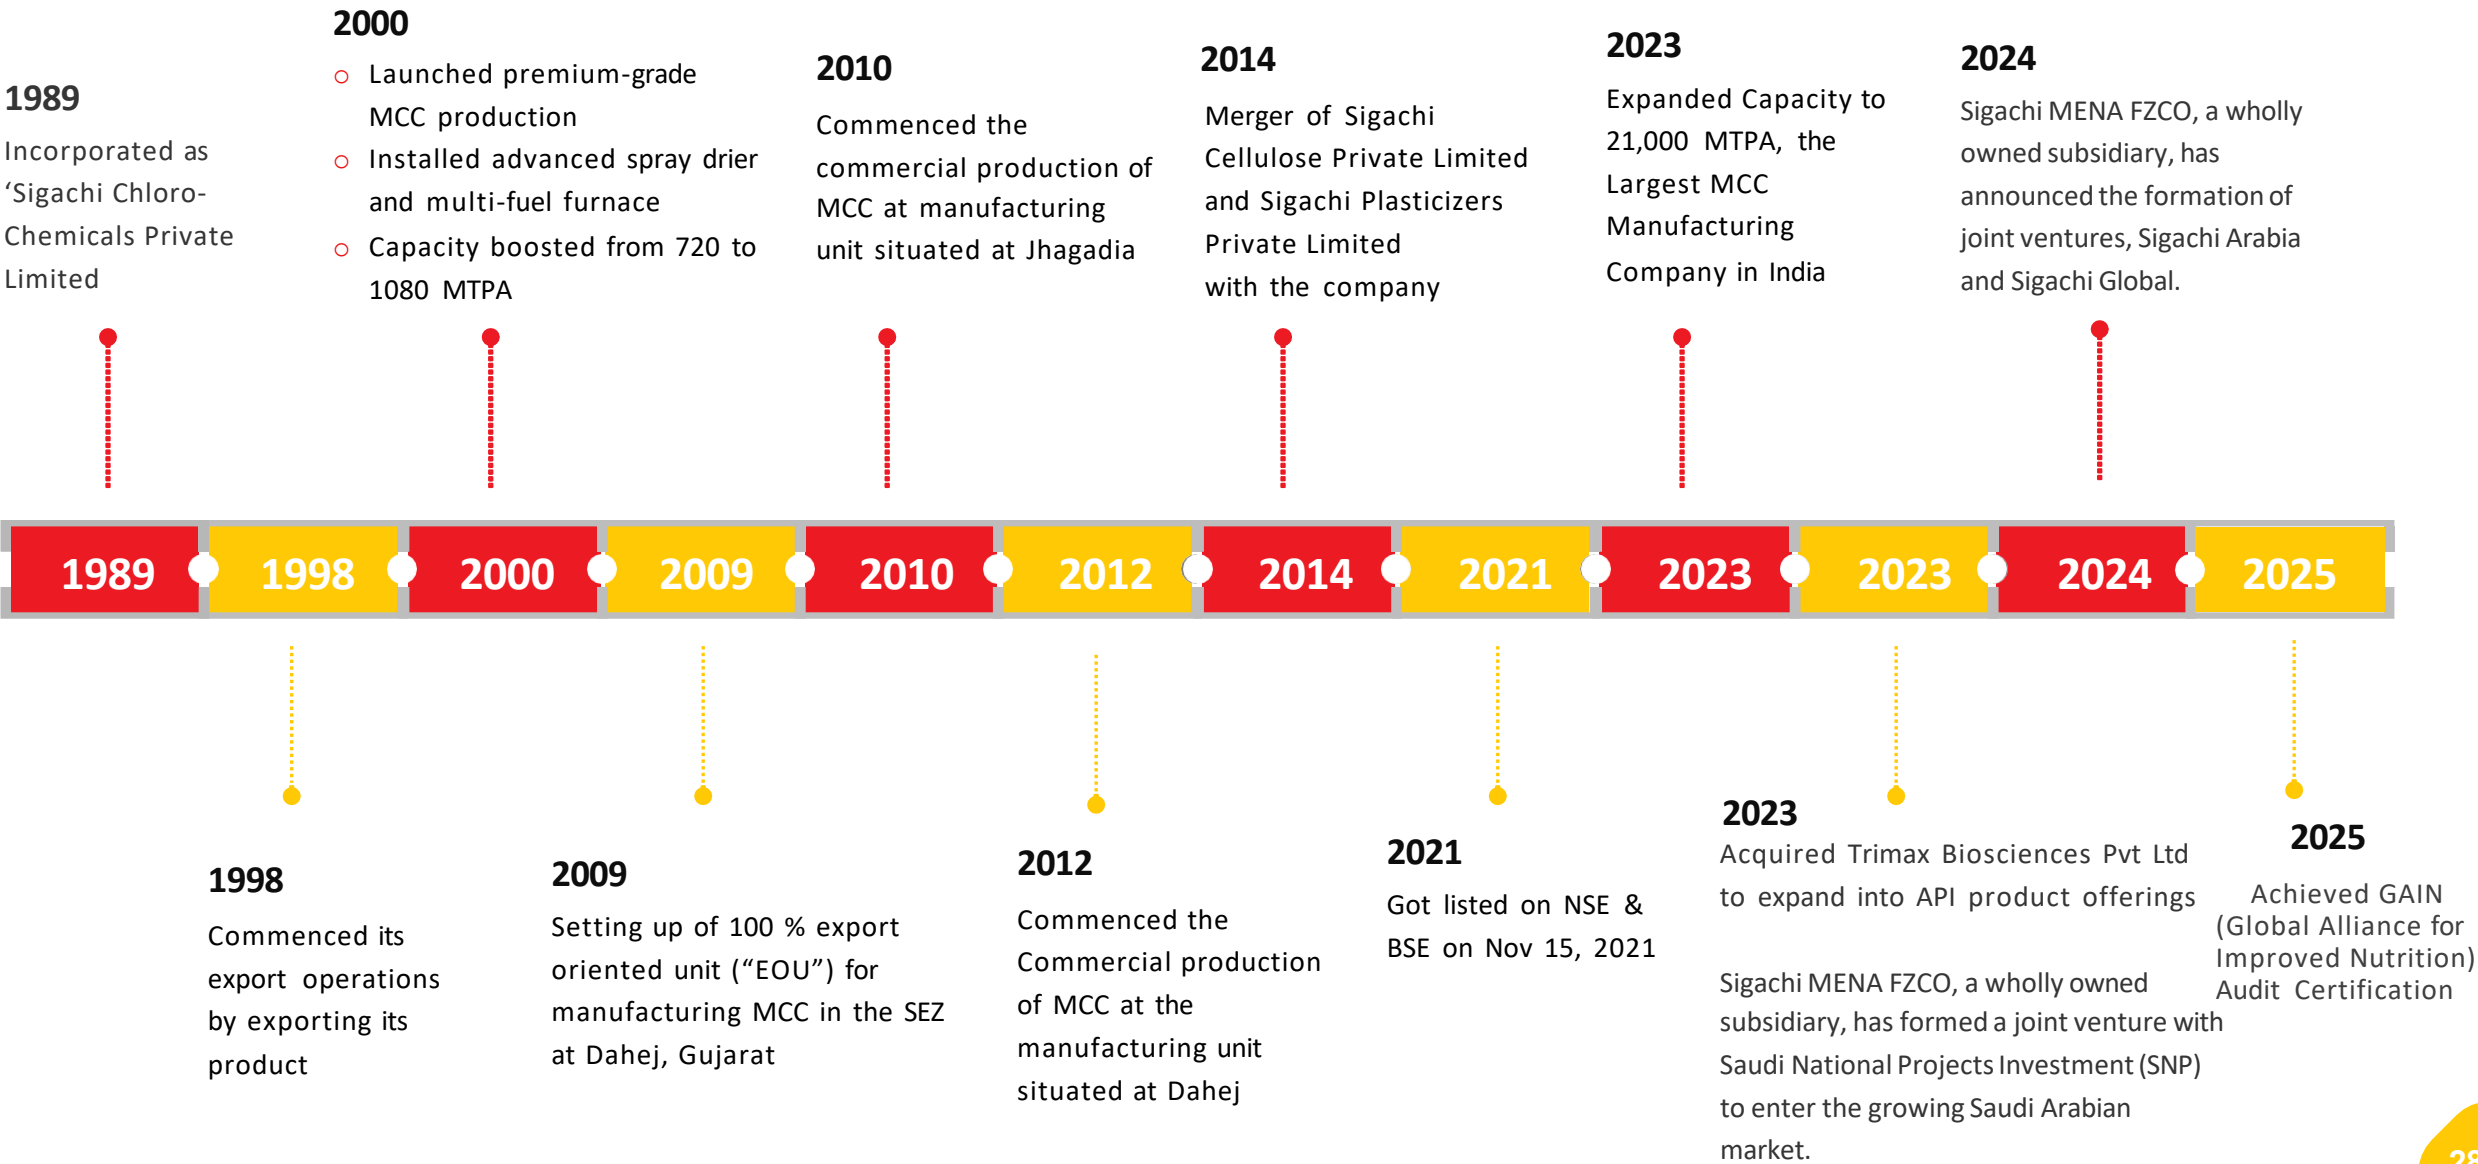 1989
Incorporated as
‘Sigachi Chloro-
Chemicals Private
Limited
2000
Launched premium-grade
MCC production
Installed advanced spray drier
and multi-fuel furnace
Capacity boosted from 720 to
1080 MTPA
2010
Commenced the
commercial production of
MCC at manufacturing
unit situated at Jhagadia
2014
Merger of Sigachi
Cellulose Private Limited
and Sigachi Plasticizers
Private Limited
with the company
2023
Expanded Capacity to
21,000 MTPA, the
Largest MCC
Manufacturing
Company in India
2024
Sigachi MENA FZCO, a wholly
owned subsidiary, has
announced the formation of
joint ventures, Sigachi Arabia
and Sigachi Global.
1989
1998
2000
2009
2010
2012
2014
2021
2023
2023
2024
2025
1998
Commenced its
export operations
by exporting its
product
2009
Setting up of 100 % export
oriented unit (“EOU”) for
manufacturing MCC in the SEZ
at Dahej, Gujarat
2012
Commenced the
Commercial production
of MCC at the
manufacturing unit
situated at Dahej
2021
Got listed on NSE &
BSE on Nov 15, 2021
2023
Acquired Trimax Biosciences Pvt Ltd
to expand into API product offerings
Sigachi MENA FZCO, a wholly owned
subsidiary, has formed a joint venture with
Saudi National Projects Investment (SNP)
to enter the growing Saudi Arabian
market.
2025
Achieved GAIN
(Global Alliance for
Improved Nutrition)
Audit Certification
28